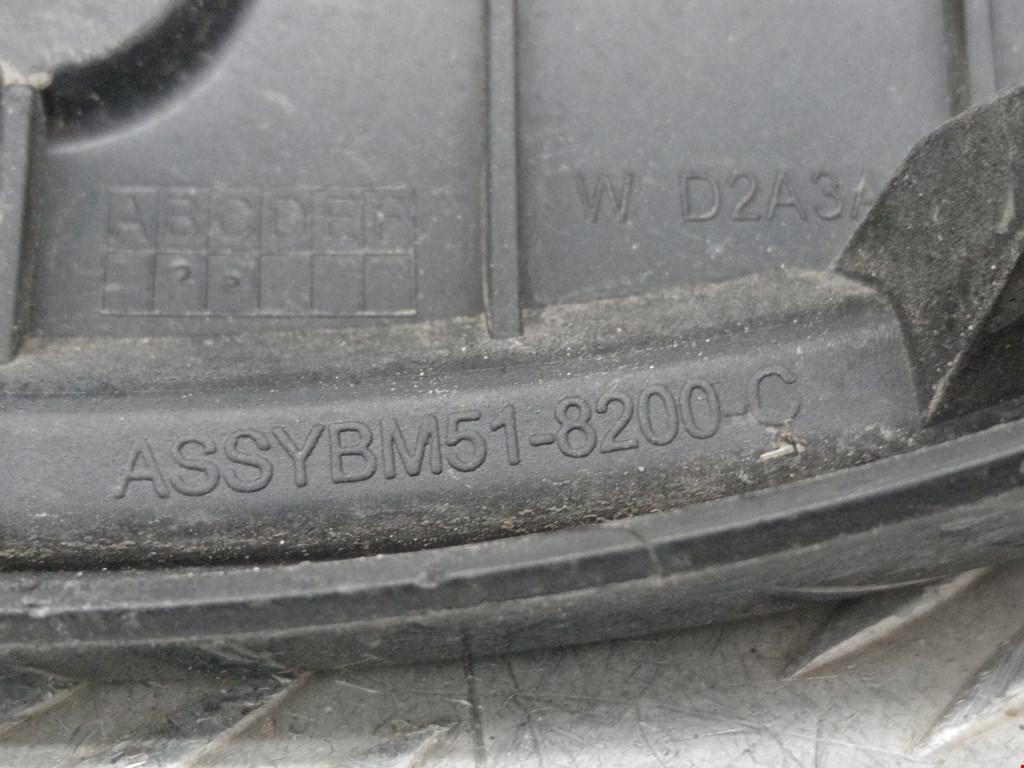 ABCDEF
W D2A3A
ASSYBM51-8200-C